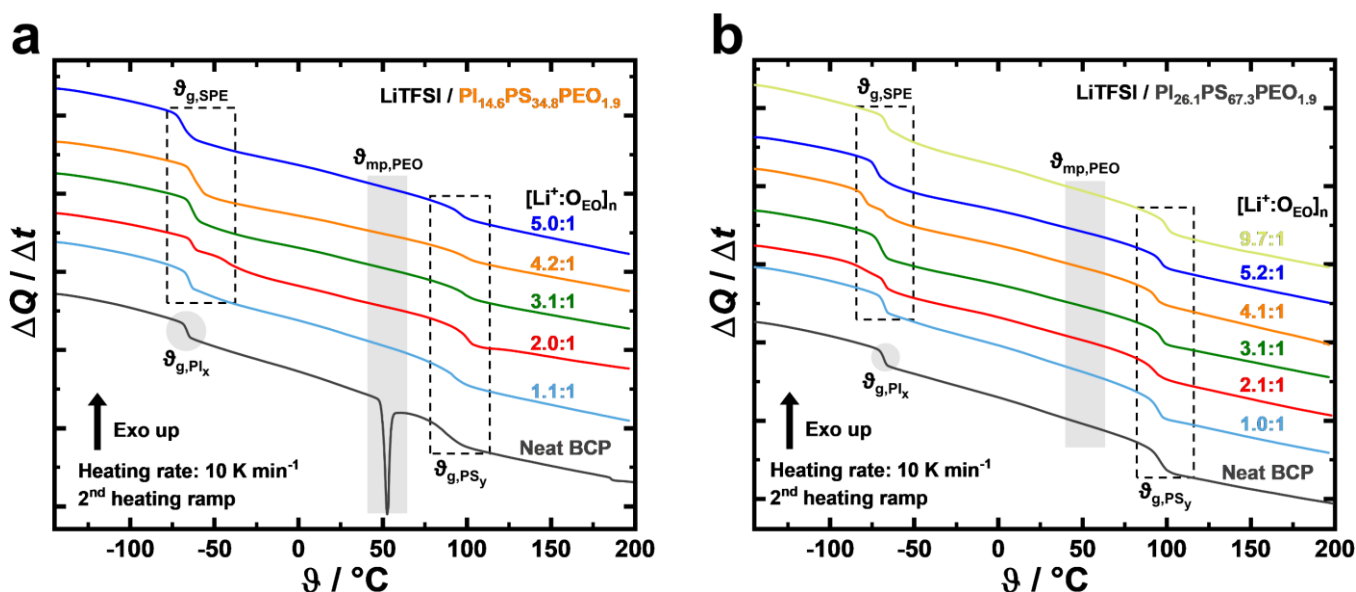 a
ϑg,SPE
LiTFSI / PI14.6PS34.8PEO1.9
ϑmp,PEO
[Li+:OEO]n
5.0:1
4.2:1
3.1:1
2.0:1
1.1:1
Neat BCP
ϑg,PIx
ϑg,PSy
Exo up
Heating rate: 10 K min-1
2nd heating ramp
ΔQ / Δt
-100 -50 0 50 100 150 200
ϑ / °C
b
ϑg,SPE
LiTFSI / PI26.1PS67.3PEO1.9
ϑmp,PEO
[Li+:OEO]n
9.7:1
5.2:1
4.1:1
3.1:1
2.1:1
1.0:1
Neat BCP
ϑg,PIx
ϑg,PSy
Exo up
Heating rate: 10 K min-1
2nd heating ramp
ΔQ / Δt
-100 -50 0 50 100 150 200
ϑ / °C